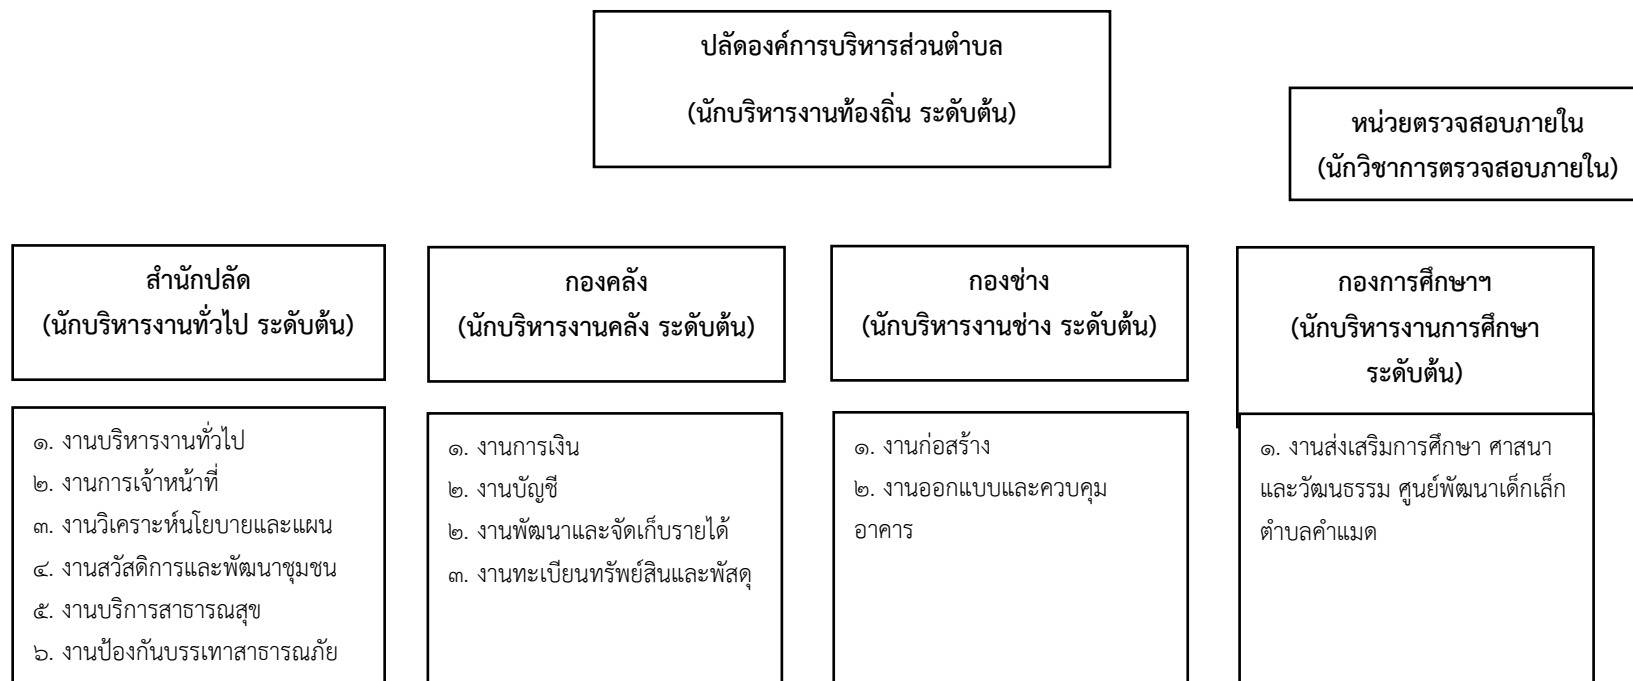 ปลัดองค์การบริหารส่วนตำบล
(นักบริหารงานท้องถิ่น ระดับต้น)
หน่วยตรวจสอบภายใน
(นักวิชาการตรวจสอบภายใน)
สำนักปลัด
(นักบริหารงานทั่วไป ระดับต้น)
กองคลัง
(นักบริหารงานคลัง ระดับต้น)
กองช่าง
(นักบริหารงานช่าง ระดับต้น)
กองการศึกษาฯ
(นักบริหารงานการศึกษา
ระดับต้น)
๑. งานบริหารงานทั่วไป
๒. งานการเจ้าหน้าที่
๓. งานวิเคราะห์นโยบายและแผน
๔. งานสวัสดิการและพัฒนาชุมชน
๕. งานบริการสาธารณสุข
๖. งานป้องกันบรรเทาสาธารณภัย
๑. งานการเงิน
๒. งานบัญชี
๒. งานพัฒนาและจัดเก็บรายได้
๓. งานทะเบียนทรัพย์สินและพัสดุ
๑. งานก่อสร้าง
๒. งานออกแบบและควบคุม
อาคาร
๑. งานส่งเสริมการศึกษา ศาสนา
และวัฒนธรรม ศูนย์พัฒนาเด็กเล็ก
ตำบลคำแมด